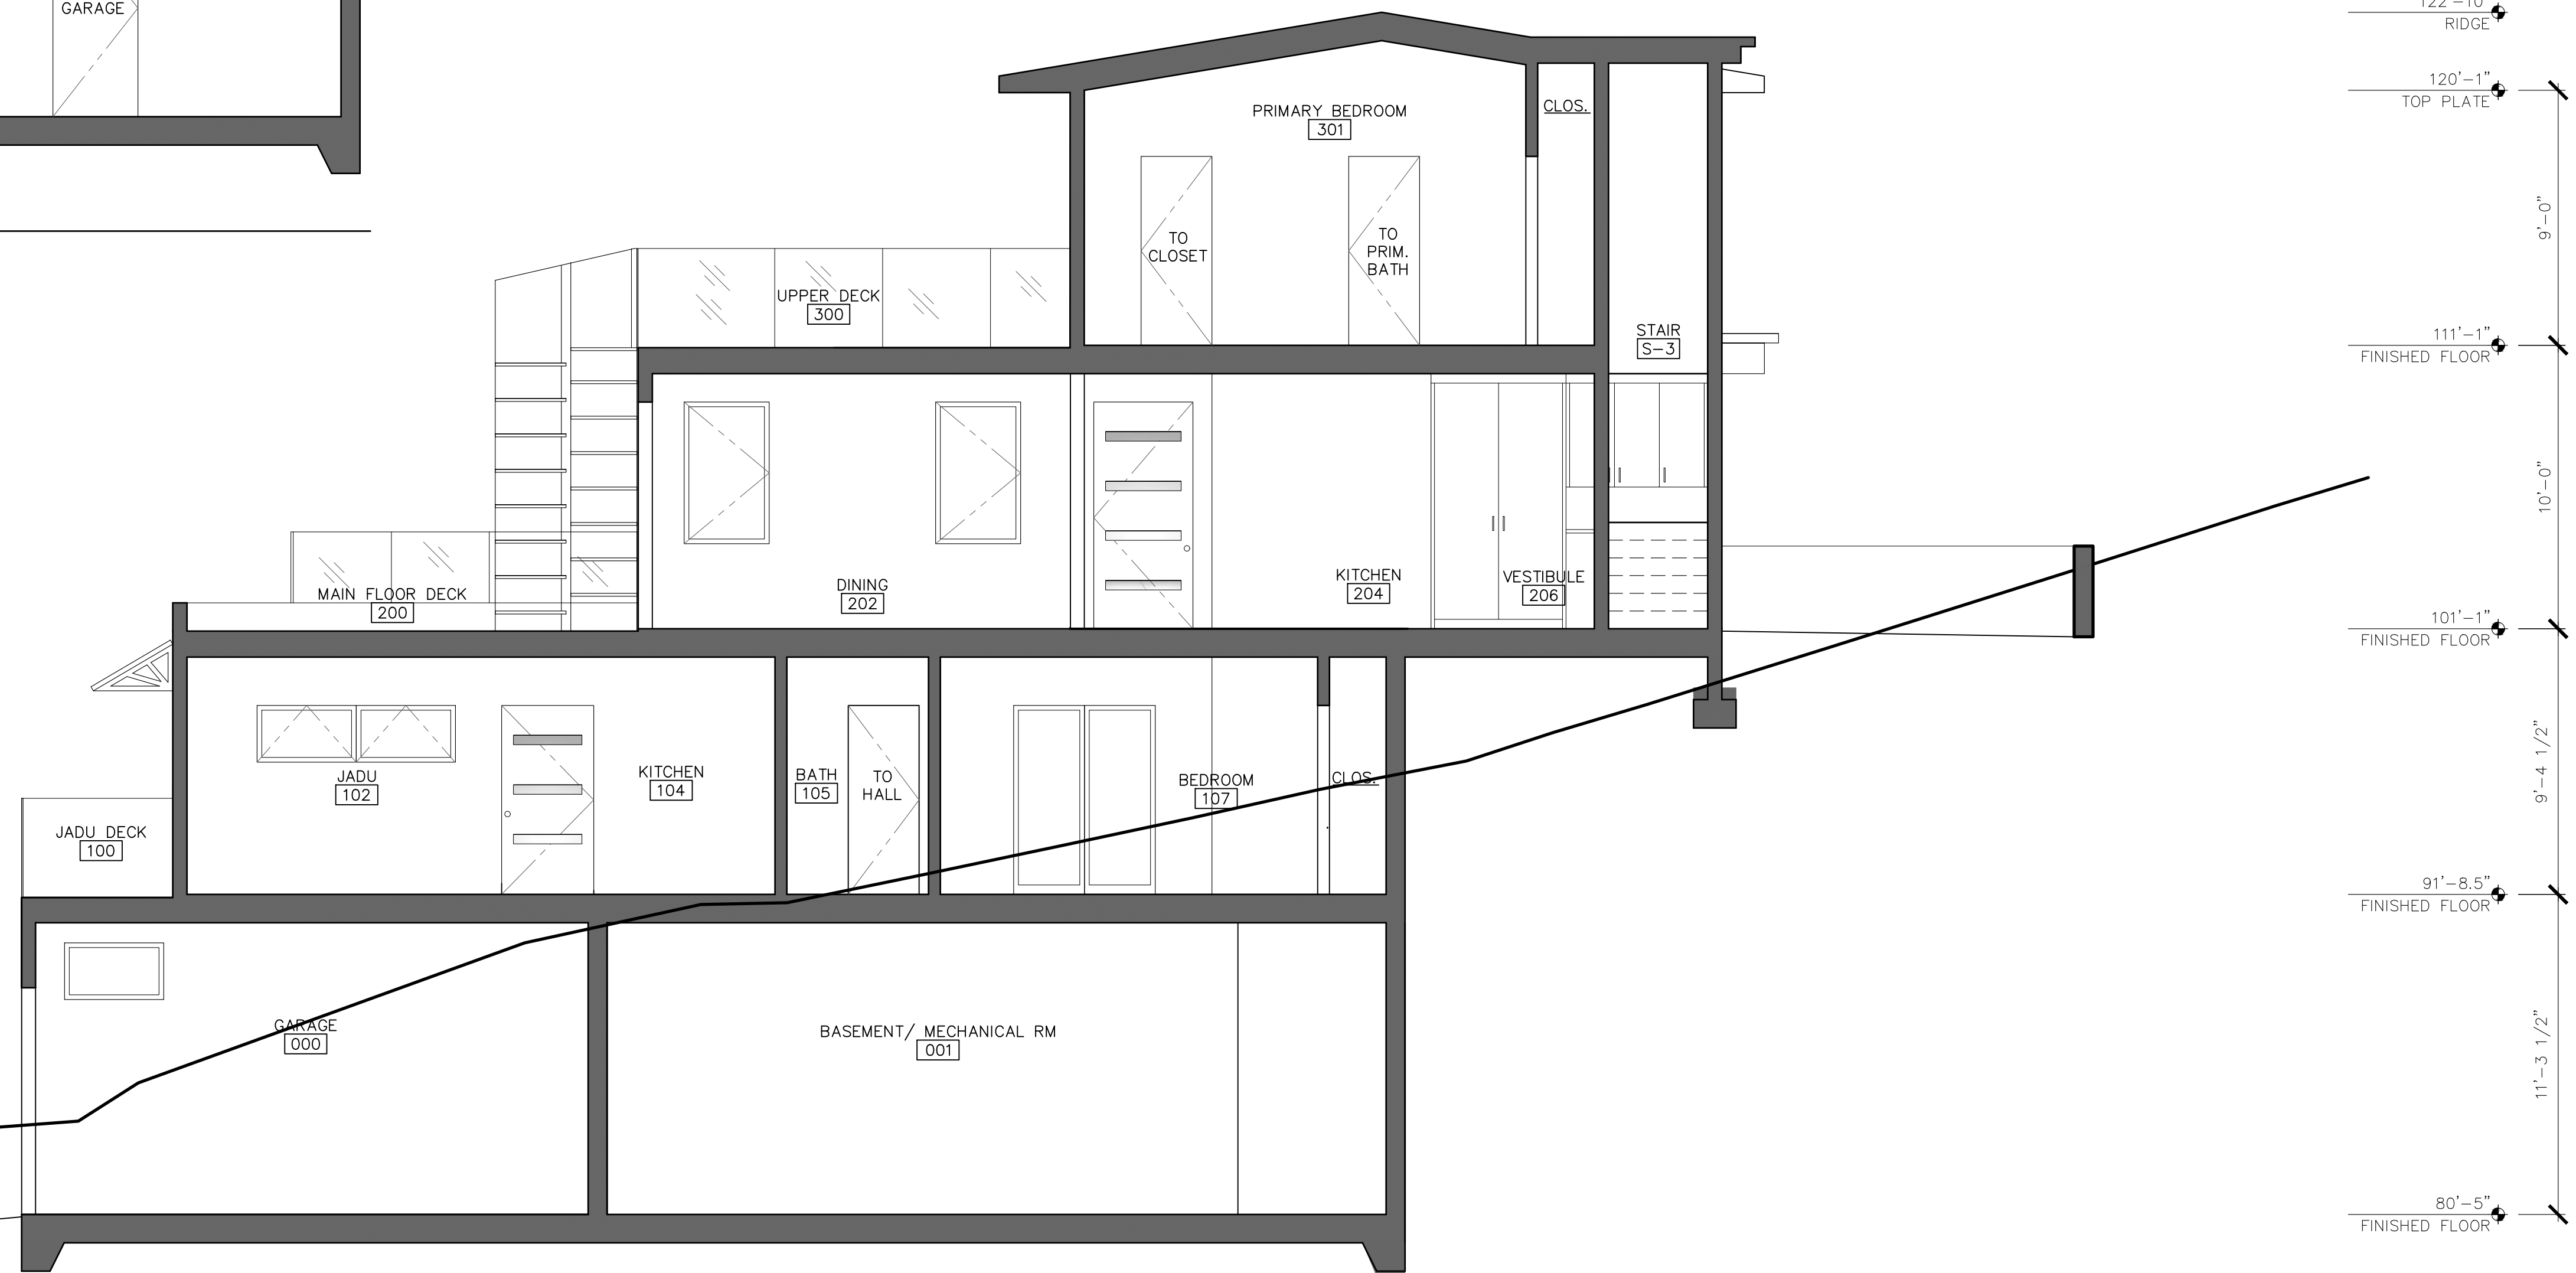 GARAGE
122'-10"
RIDGE
120'-1"
TOP PLATE
9'-0"
PRIMARY BEDROOM
301
CLOS.
TO
CLOSET
TO
PRIM.
BATH
UPPER DECK
300
STAIR
S-3
111'-1"
FINISHED FLOOR
10'-0"
MAIN FLOOR DECK
200
DINING
202
KITCHEN
204
VESTIBULE
206
101'-1"
FINISHED FLOOR
9'-4 1/2"
JADU
102
KITCHEN
104
BATH
105
TO
HALL
BEDROOM
107
CLOS.
JADU DECK
100
91'-8.5"
FINISHED FLOOR
11'-3 1/2"
GARAGE
000
BASEMENT/ MECHANICAL RM
001
80'-5"
FINISHED FLOOR